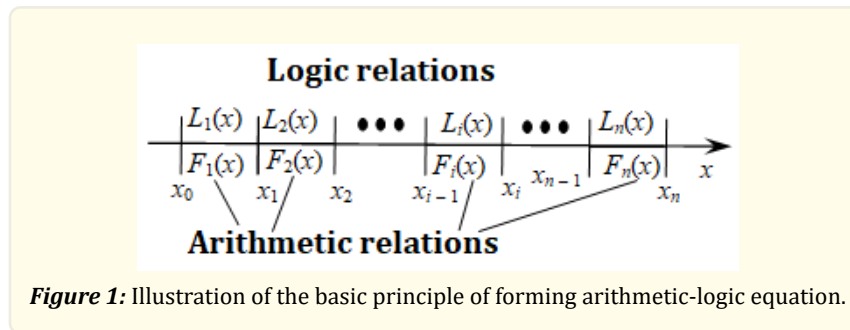 Logic relations
L₁(x) L₂(x) ••• Lᵢ(x) ••• Lₙ(x)
F₁(x) F₂(x) Fᵢ(x) Fₙ(x) x
x₀ x₁ x₂ xᵢ₋₁ xᵢ xₙ₋₁ xₙ
Arithmetic relations
Figure 1: Illustration of the basic principle of forming arithmetic-logic equation.